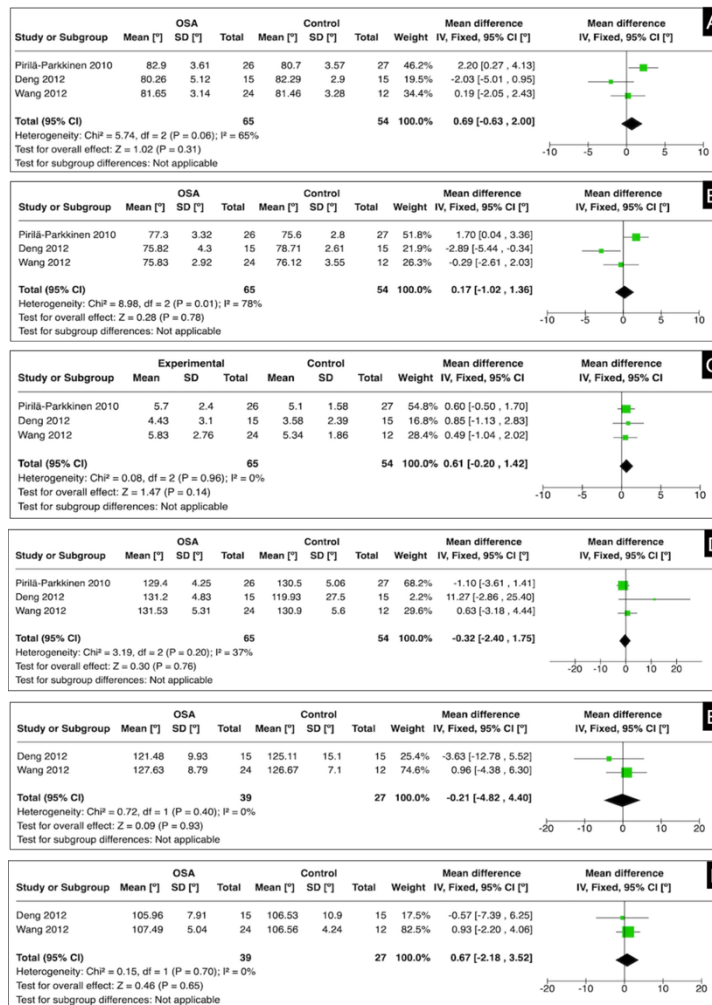 A
OSA Control Mean difference Mean difference
Study or Subgroup Mean [º] SD [º] Total Mean [º] SD [º] Total Weight IV, Fixed, 95% CI [º] IV, Fixed, 95% CI [º]
Pirilä-Parkkinen 2010 82.9 3.61 26 80.7 3.57 27 46.2% 2.20 [0.27 , 4.13]
Deng 2012 80.26 5.12 15 82.29 2.9 15 19.5% -2.03 [-5.01 , 0.95]
Wang 2012 81.65 3.14 24 81.46 3.28 12 34.4% 0.19 [-2.05 , 2.43]
Total (95% CI) 65 54 100.0% 0.69 [-0.63 , 2.00]
Heterogeneity: Chi² = 5.74, df = 2 (P = 0.06); I² = 65%
Test for overall effect: Z = 1.02 (P = 0.31)
Test for subgroup differences: Not applicable
-10 -5 0 5 10
OSA Control Mean difference Mean difference
Study or Subgroup Mean [º] SD [º] Total Mean [º] SD [º] Total Weight IV, Fixed, 95% CI [º] IV, Fixed, 95% CI [º]
Pirilä-Parkkinen 2010 77.3 3.32 26 75.6 2.8 27 51.8% 1.70 [0.04 , 3.36]
Deng 2012 75.82 4.3 15 78.71 2.61 15 21.9% -2.89 [-5.44 , -0.34]
Wang 2012 75.83 2.92 24 76.12 3.55 12 26.3% -0.29 [-2.61 , 2.03]
Total (95% CI) 65 54 100.0% 0.17 [-1.02 , 1.36]
Heterogeneity: Chi² = 8.98, df = 2 (P = 0.01); I² = 78%
Test for overall effect: Z = 0.28 (P = 0.78)
Test for subgroup differences: Not applicable
-10 -5 0 5 10
Experimental Control Mean difference Mean difference
Study or Subgroup Mean SD Total Mean SD Total Weight IV, Fixed, 95% CI [º] IV, Fixed, 95% CI
Pirilä-Parkkinen 2010 5.7 2.4 26 5.1 1.58 27 54.8% 0.60 [-0.50 , 1.70]
Deng 2012 4.43 3.1 15 3.58 2.39 15 16.8% 0.85 [-1.13 , 2.83]
Wang 2012 5.83 2.76 24 5.34 1.86 12 28.4% 0.49 [-1.04 , 2.02]
Total (95% CI) 65 54 100.0% 0.61 [-0.20 , 1.42]
Heterogeneity: Chi² = 0.08, df = 2 (P = 0.96); I² = 0%
Test for overall effect: Z = 1.47 (P = 0.14)
Test for subgroup differences: Not applicable
-10 -5 0 5 10
OSA Control Mean difference Mean difference
Study or Subgroup Mean [º] SD [º] Total Mean [º] SD [º] Total Weight IV, Fixed, 95% CI [º] IV, Fixed, 95% CI [º]
Pirilä-Parkkinen 2010 129.4 4.25 26 130.5 5.06 27 68.2% -1.10 [-3.61 , 1.41]
Deng 2012 131.2 4.83 15 119.93 27.5 15 2.2% 11.27 [-2.86 , 25.40]
Wang 2012 131.53 5.31 24 130.9 5.6 12 29.6% 0.63 [-3.18 , 4.44]
Total (95% CI) 65 54 100.0% -0.32 [-2.40 , 1.75]
Heterogeneity: Chi² = 3.19, df = 2 (P = 0.20); I² = 37%
Test for overall effect: Z = 0.30 (P = 0.76)
Test for subgroup differences: Not applicable
-20 -10 0 10 20
OSA Control Mean difference Mean difference
Study or Subgroup Mean [º] SD [º] Total Mean [º] SD [º] Total Weight IV, Fixed, 95% CI [º] IV, Fixed, 95% CI [º]
Deng 2012 121.48 9.93 15 125.11 15.1 15 25.4% -3.63 [-12.78 , 5.52]
Wang 2012 127.63 8.79 24 126.67 7.1 12 74.6% 0.96 [-4.38 , 6.30]
Total (95% CI) 39 27 100.0% -0.21 [-4.82 , 4.40]
Heterogeneity: Chi² = 0.72, df = 1 (P = 0.40); I² = 0%
Test for overall effect: Z = 0.09 (P = 0.93)
Test for subgroup differences: Not applicable
-20 -10 0 10 20
OSA Control Mean difference Mean difference
Study or Subgroup Mean [º] SD [º] Total Mean [º] SD [º] Total Weight IV, Fixed, 95% CI [º] IV, Fixed, 95% CI [º]
Deng 2012 105.96 7.91 15 106.53 10.9 15 17.5% -0.57 [-7.39 , 6.25]
Wang 2012 107.49 5.04 24 106.56 4.24 12 82.5% 0.93 [-2.20 , 4.06]
Total (95% CI) 39 27 100.0% 0.67 [-2.18 , 3.52]
Heterogeneity: Chi² = 0.15, df = 1 (P = 0.70); I² = 0%
Test for overall effect: Z = 0.46 (P = 0.65)
Test for subgroup differences: Not applicable
-20 -10 0 10 20